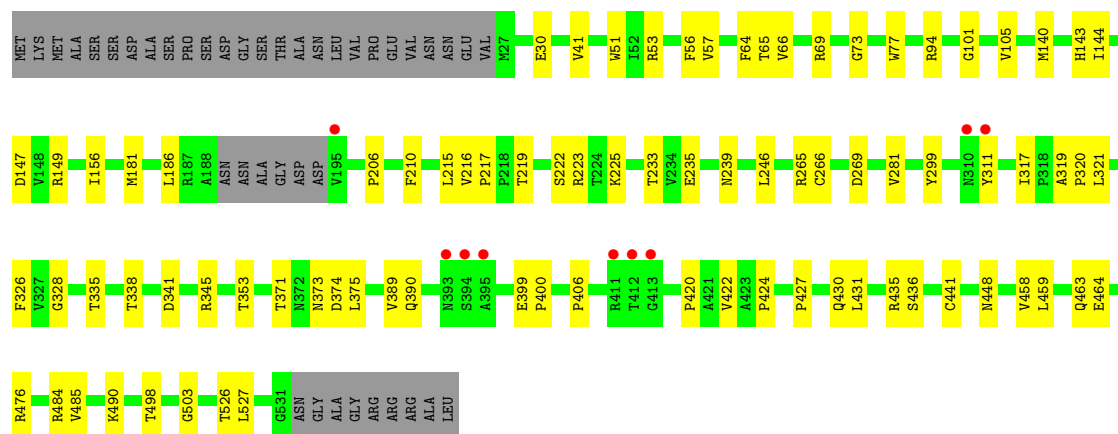 MET LYS MET ALA SER SER ASP ALA SER PRO SER ASP GLY SER THR ALA ASN LEU VAL PRO GLU VAL ASN ASN GLU VAL M27 E30 V41 W51 I52 R53 F56 V57 F64 T65 V66 R69 G73 W77 R94 G101 V105 M140 H143 I144
D147 V148 R149 I156 M181 L186 R187 A188 ASN ASN ALA GLY ASP ASP V195 P206 F210 L215 V216 P217 P218 T219 S222 R223 T224 K225 T233 V234 E235 N239 L246 R265 C266 D269 V281 Y299 N310 Y311 I317 P318 A319 P320 L321
F326 V327 G328 T335 T338 D341 R345 T353 T371 N372 N373 D374 L375 V389 Q390 N393 S394 A395 E399 P400 P406 R411 T412 G413 P420 A421 V422 A423 P424 P427 Q430 L431 R435 S436 C441 N448 V458 L459 Q463 E464
R476 R484 V485 K490 T498 G503 T526 L527 G531 ASN GLY ALA GLY ARG ARG ARG ALA LEU